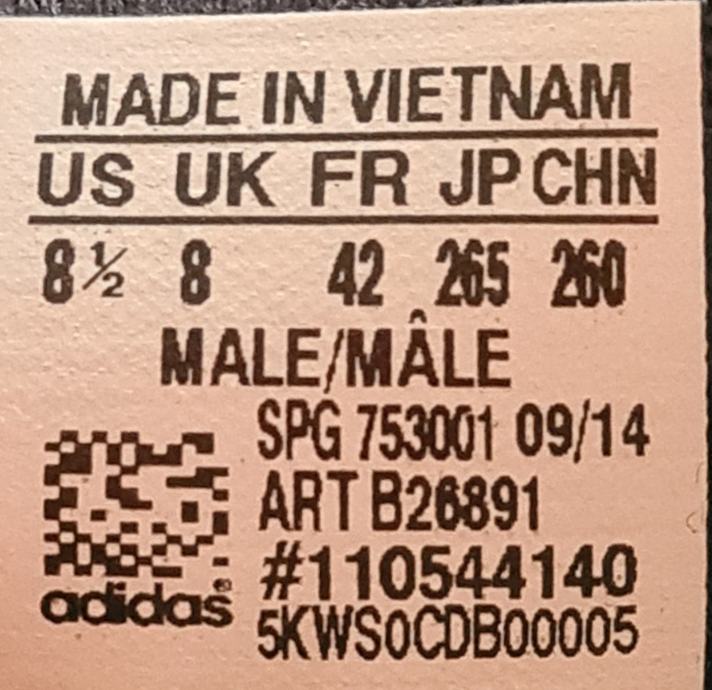 MADE IN VIETNAM
US UK FR JP CHN
8½ 8 42 265 260
MALE/MÂLE
SPG 753001 09/14
ART B26891
#110544140
adidas®
5KWS0CDB00005